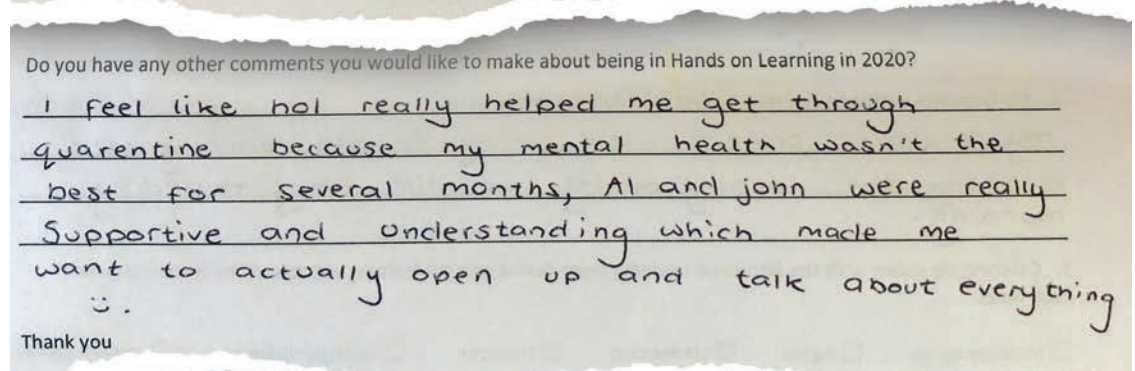 Do you have any other comments you would like to make about being in Hands on Learning in 2020?
I feel like hol really helped me get through
quarentine because my mental health wasn't the
best for several months, Al and john were really
Supportive and understanding which made me
want to actually open up and talk about everything
:) .
Thank you